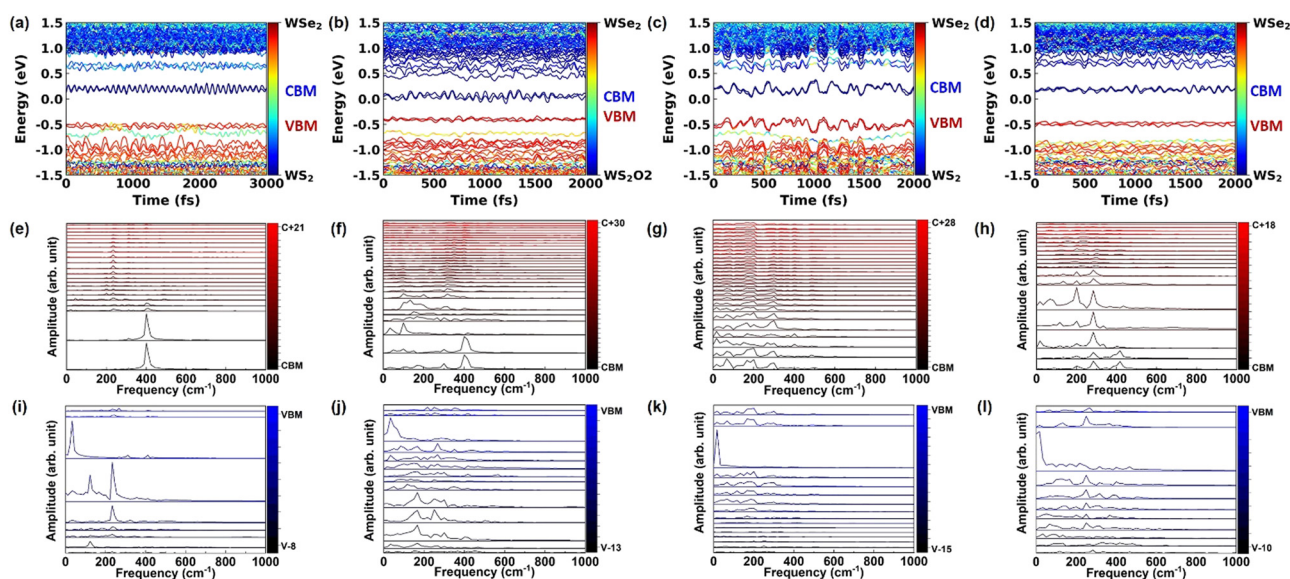 (a)
1.5
1.0
0.5
0.0
-0.5
-1.0
-1.5
Energy (eV)
0 1000 2000 3000
Time (fs)
WSe₂
CBM
VBM
WS₂
(b)
1.5
1.0
0.5
0.0
-0.5
-1.0
-1.5
Energy (eV)
0 1000 2000 3000 4000 5000
Time (fs)
WSe₂
CBM
VBM
WS₂O2
(c)
1.5
1.0
0.5
0.0
-0.5
-1.0
-1.5
Energy (eV)
0 500 1000 1500 2000
Time (fs)
WSe₂
CBM
VBM
WS₂
(d)
1.5
1.0
0.5
0.0
-0.5
-1.0
-1.5
Energy (eV)
0 500 1000 1500 2000
Time (fs)
WSe₂
CBM
VBM
WS₂
(e)
Amplitude (arb. unit)
0 200 400 600 800 1000
Frequency (cm⁻¹)
C+21
CBM
(f)
Amplitude (arb. unit)
0 200 400 600 800 1000
Frequency (cm⁻¹)
C+30
CBM
(g)
Amplitude (arb. unit)
0 200 400 600 800 1000
Frequency (cm⁻¹)
C+28
CBM
(h)
Amplitude (arb. unit)
0 200 400 600 800 1000
Frequency (cm⁻¹)
C+18
CBM
(i)
Amplitude (arb. unit)
0 200 400 600 800 1000
Frequency (cm⁻¹)
VBM
V-8
(j)
Amplitude (arb. unit)
0 200 400 600 800 1000
Frequency (cm⁻¹)
VBM
V-13
(k)
Amplitude (arb. unit)
0 200 400 600 800 1000
Frequency (cm⁻¹)
VBM
V-15
(l)
Amplitude (arb. unit)
0 200 400 600 800 1000
Frequency (cm⁻¹)
VBM
V-10